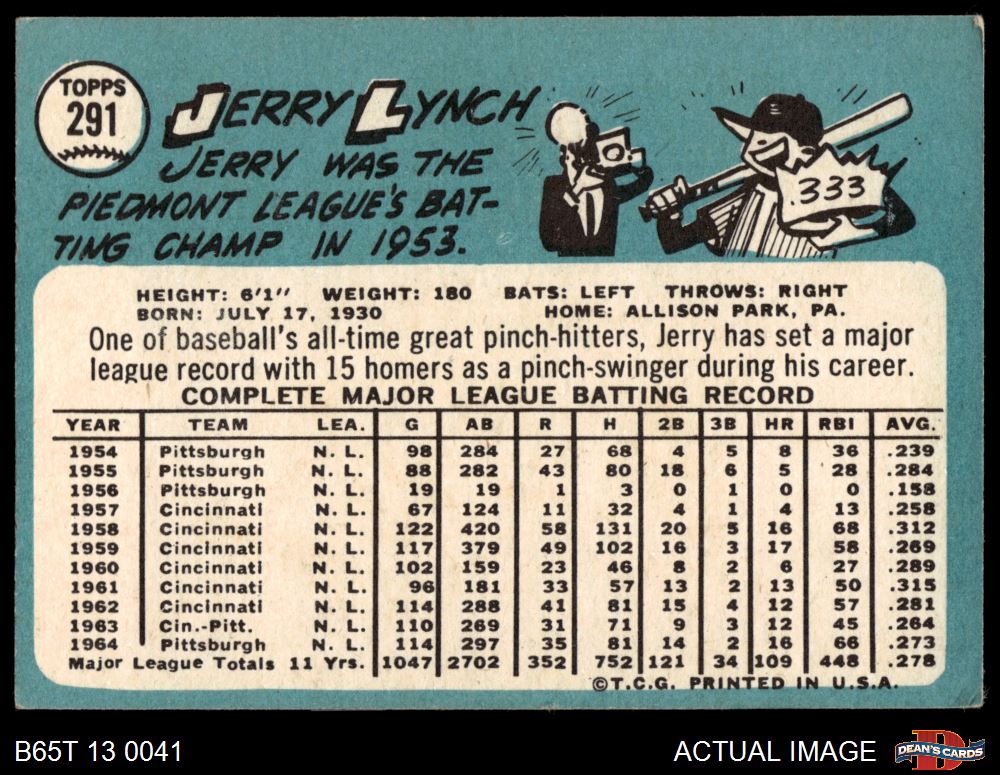 TOPPS
291
JERRY LYNCH
JERRY WAS THE
PIEDMONT LEAGUE'S BAT-
TING CHAMP IN 1953.
.333
HEIGHT: 6'1" WEIGHT: 180 BATS: LEFT THROWS: RIGHT
BORN: JULY 17, 1930 HOME: ALLISON PARK, PA.
One of baseball's all-time great pinch-hitters, Jerry has set a major
league record with 15 homers as a pinch-swinger during his career.
COMPLETE MAJOR LEAGUE BATTING RECORD
YEAR TEAM LEA. G AB R H 2B 3B HR RBI AVG.
1954 Pittsburgh N. L. 98 284 27 68 4 5 8 36 .239
1955 Pittsburgh N. L. 88 282 43 80 18 6 5 28 .284
1956 Pittsburgh N. L. 19 19 1 3 0 1 0 0 .158
1957 Cincinnati N. L. 67 124 11 32 4 1 4 13 .258
1958 Cincinnati N. L. 122 420 58 131 20 5 16 68 .312
1959 Cincinnati N. L. 117 379 49 102 16 3 17 58 .269
1960 Cincinnati N. L. 102 159 23 46 8 2 6 27 .289
1961 Cincinnati N. L. 96 181 33 57 13 2 13 50 .315
1962 Cincinnati N. L. 114 288 41 81 15 4 12 57 .281
1963 Cin.-Pitt. N. L. 110 269 31 71 9 3 12 45 .264
1964 Pittsburgh N. L. 114 297 35 81 14 2 16 66 .273
Major League Totals 11 Yrs. 1047 2702 352 752 121 34 109 448 .278
©T.C.G. PRINTED IN U.S.A.
B65T 13 0041
ACTUAL IMAGE
D
DEAN'S CARDS